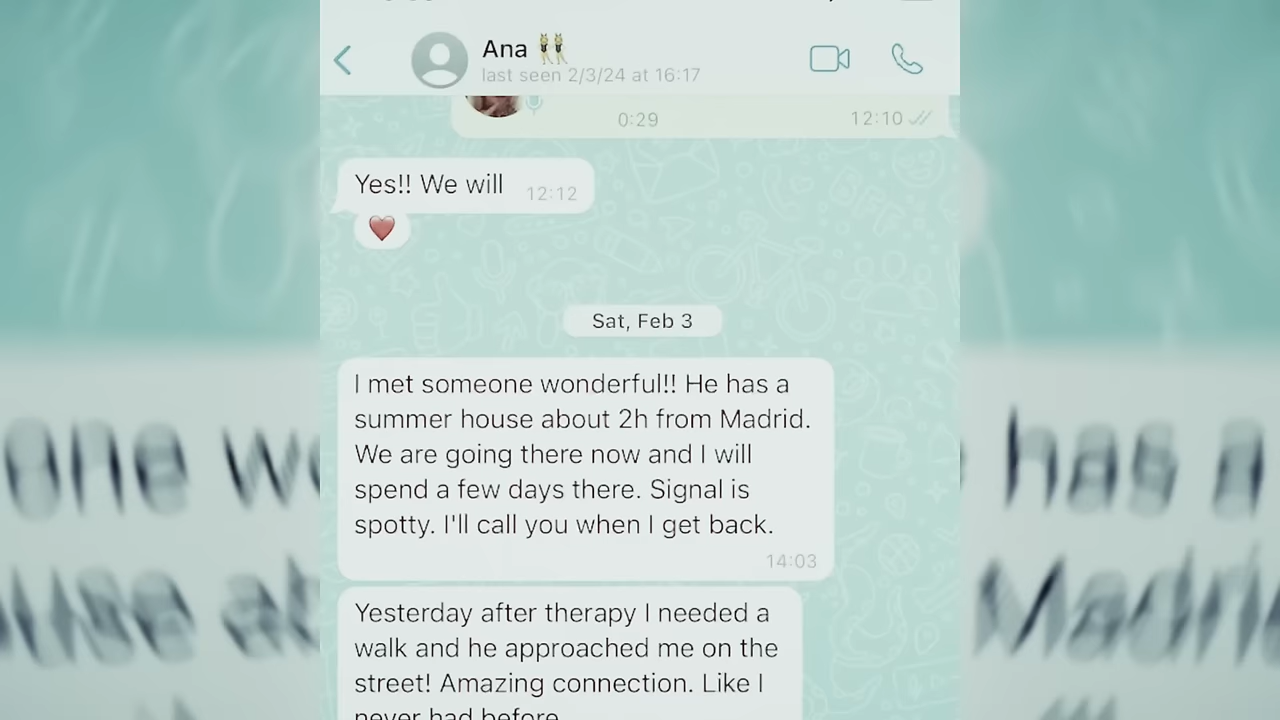 Ana 👯
last seen 2/3/24 at 16:17
0:29
12:10
Yes!! We will
12:12
Sat, Feb 3
I met someone wonderful!! He has a
summer house about 2h from Madrid.
We are going there now and I will
spend a few days there. Signal is
spotty. I'll call you when I get back.
14:03
Yesterday after therapy I needed a
walk and he approached me on the
street! Amazing connection. Like I
never had before.